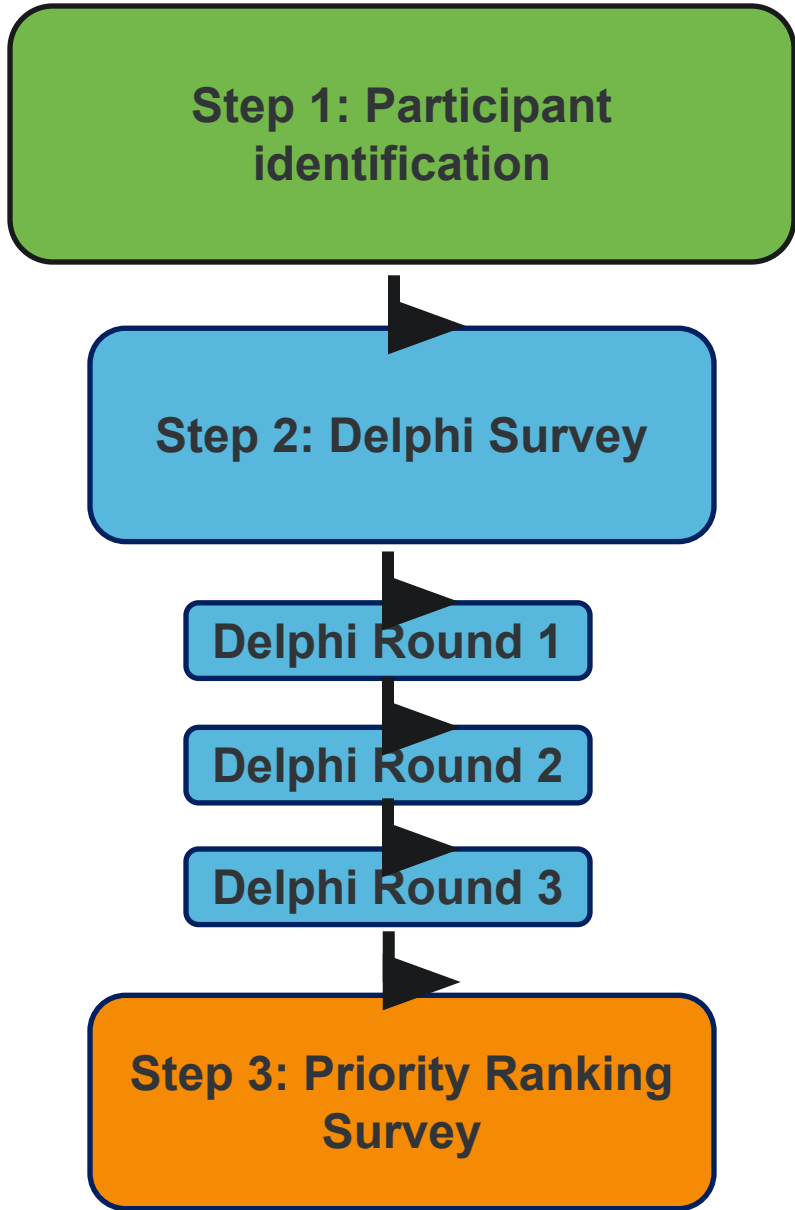 Step 1: Participant
identification
Step 2: Delphi Survey
Delphi Round 1
Delphi Round 2
Delphi Round 3
Step 3: Priority Ranking
Survey